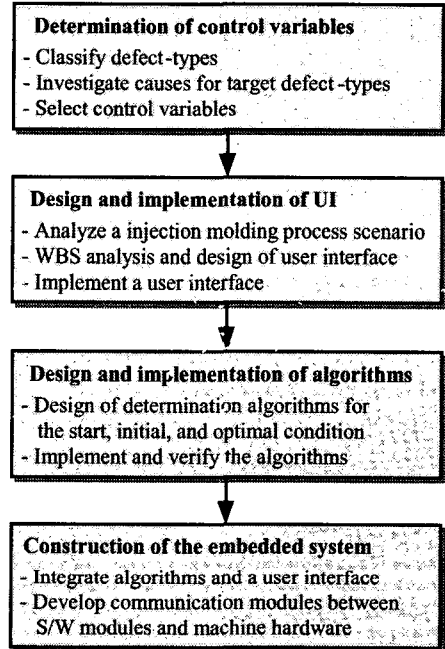 Determination of control variables
- Classify defect-types
- Investigate causes for target defect-types
- Select control variables
Design and implementation of UI
- Analyze a injection molding process scenario
- WBS analysis and design of user interface
- Implement a user interface
Design and implementation of algorithms
- Design of determination algorithms for
the start, initial, and optimal condition
- Implement and verify the algorithms
Construction of the embedded system
- Integrate algorithms and a user interface
- Develop communication modules between
S/W modules and machine hardware